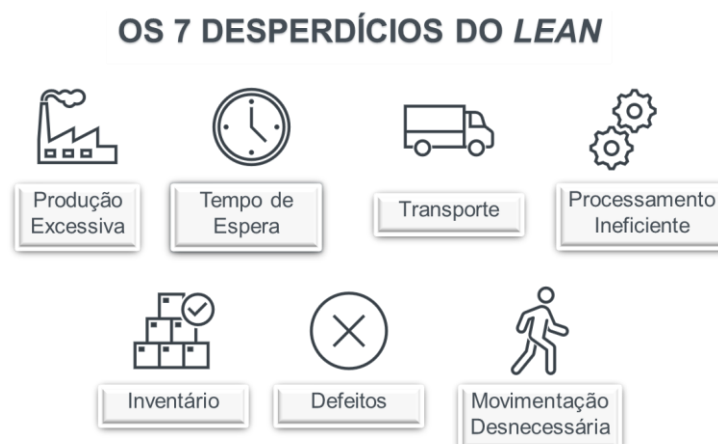 OS 7 DESPERDÍCIOS DO LEAN
Produção
Excessiva
Tempo de
Espera
Transporte
Processamento
Ineficiente
Inventário
Defeitos
Movimentação
Desnecessária